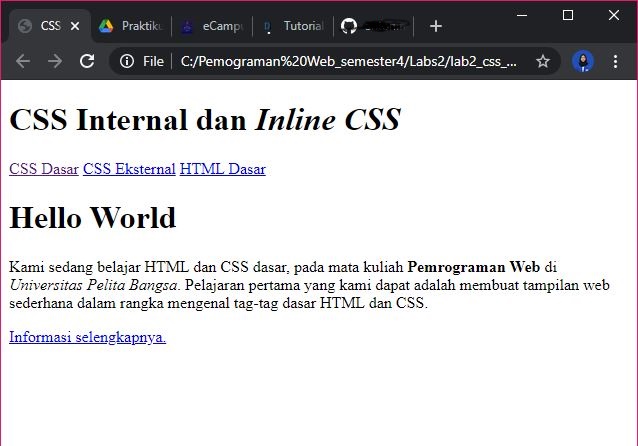 CSS Praktiku eCampu Tutorial
File C:/Pemograman%20Web_semester4/Labs2/lab2_css_...
CSS Internal dan Inline CSS
CSS Dasar CSS Eksternal HTML Dasar
Hello World
Kami sedang belajar HTML dan CSS dasar, pada mata kuliah Pemrograman Web di
Universitas Pelita Bangsa. Pelajaran pertama yang kami dapat adalah membuat tampilan web
sederhana dalam rangka mengenal tag-tag dasar HTML dan CSS.
Informasi selengkapnya.